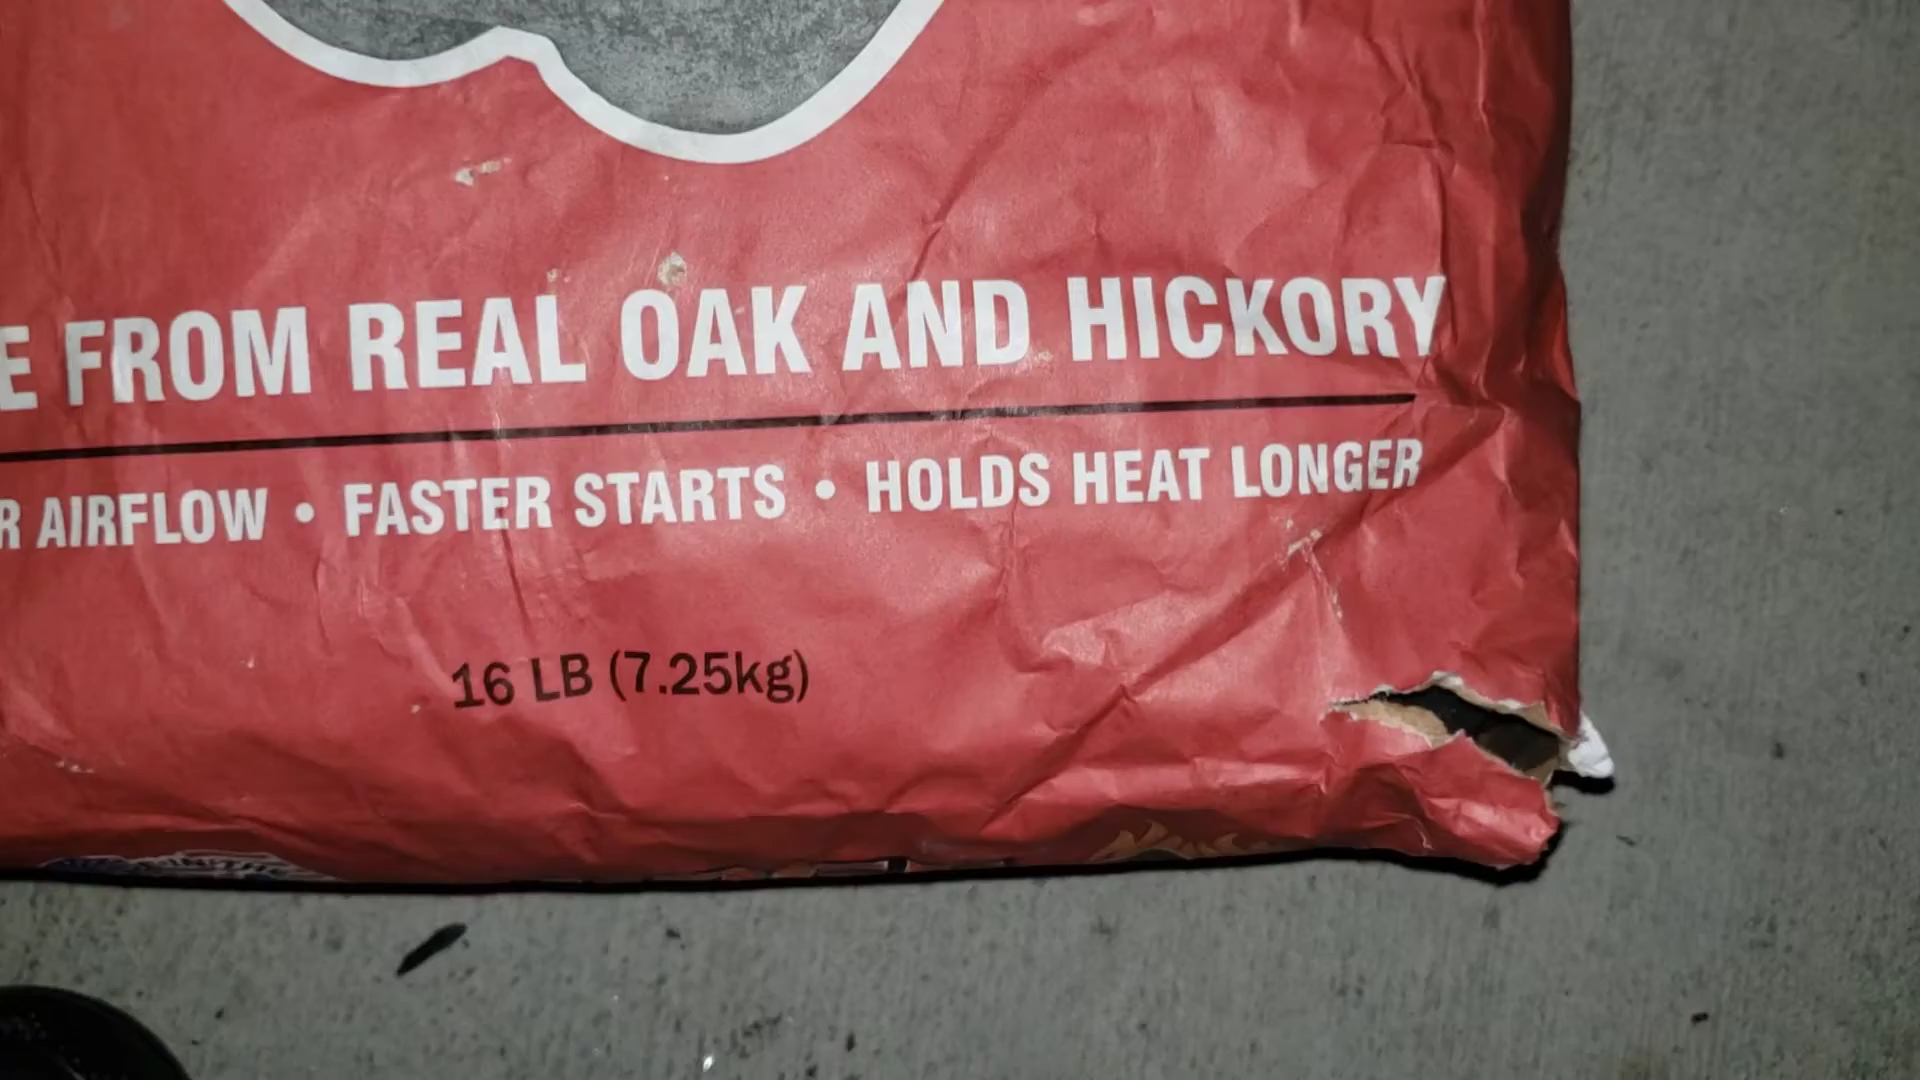 E FROM REAL OAK AND HICKORY
R AIRFLOW • FASTER STARTS • HOLDS HEAT LONGER
16 LB (7.25kg)